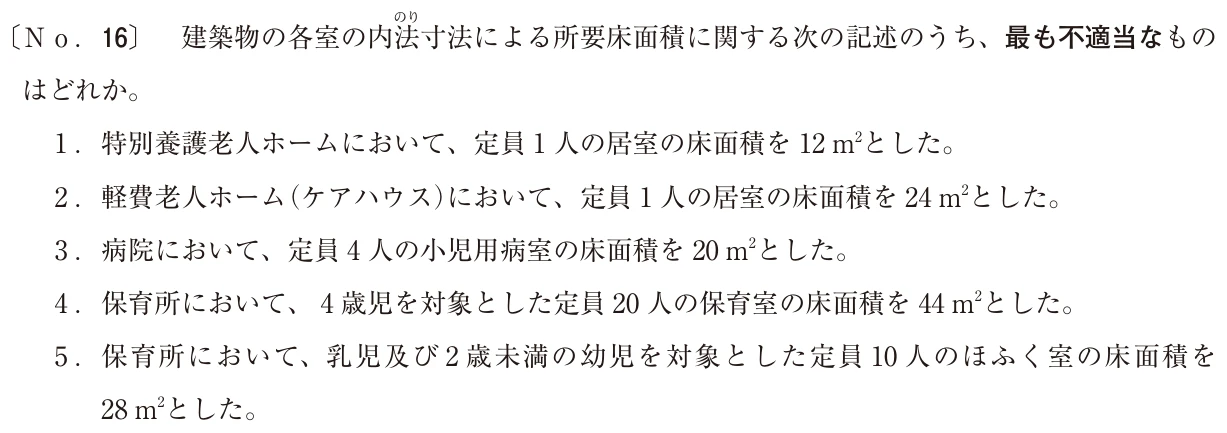 のり
〔Ｎｏ．16〕　建築物の各室の内法寸法による所要床面積に関する次の記述のうち、最も不適当なもの
はどれか。
1．特別養護老人ホームにおいて、定員 1 人の居室の床面積を 12 m²とした。
2．軽費老人ホーム(ケアハウス)において、定員 1 人の居室の床面積を 24 m²とした。
3．病院において、定員 4 人の小児用病室の床面積を 20 m²とした。
4．保育所において、 4 歳児を対象とした定員 20 人の保育室の床面積を 44 m²とした。
5．保育所において、乳児及び 2 歳未満の幼児を対象とした定員 10 人のほふく室の床面積を
28 m²とした。